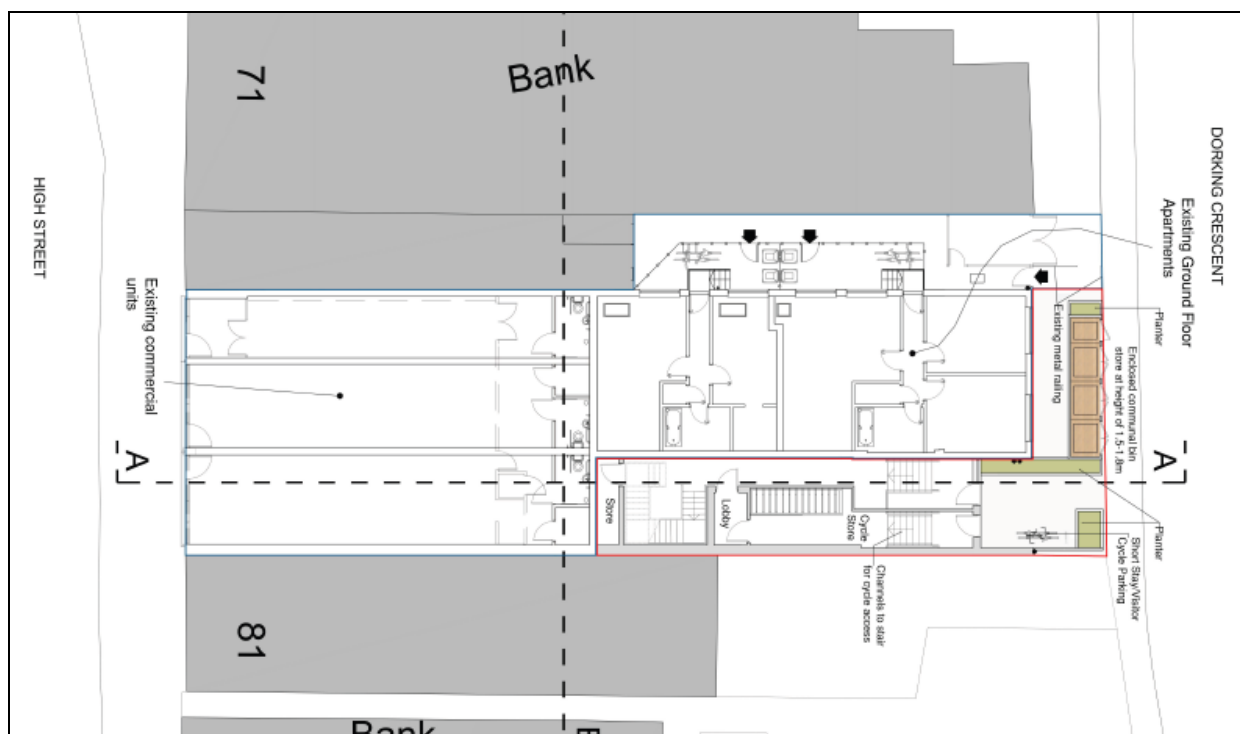 71
Bank
HIGH STREET
DORKING CRESCENT
Existing Ground Floor
Apartments
Existing commercial
units
Planter
Existing metal railing
Enclosed communal bin
store at height of 1.5-1.8m
A
A
Store
Lobby
Cycle
Store
Planter
Short Stay/Visitor
Cycle Parking
Channels to stair
for cycle access
81
Bank